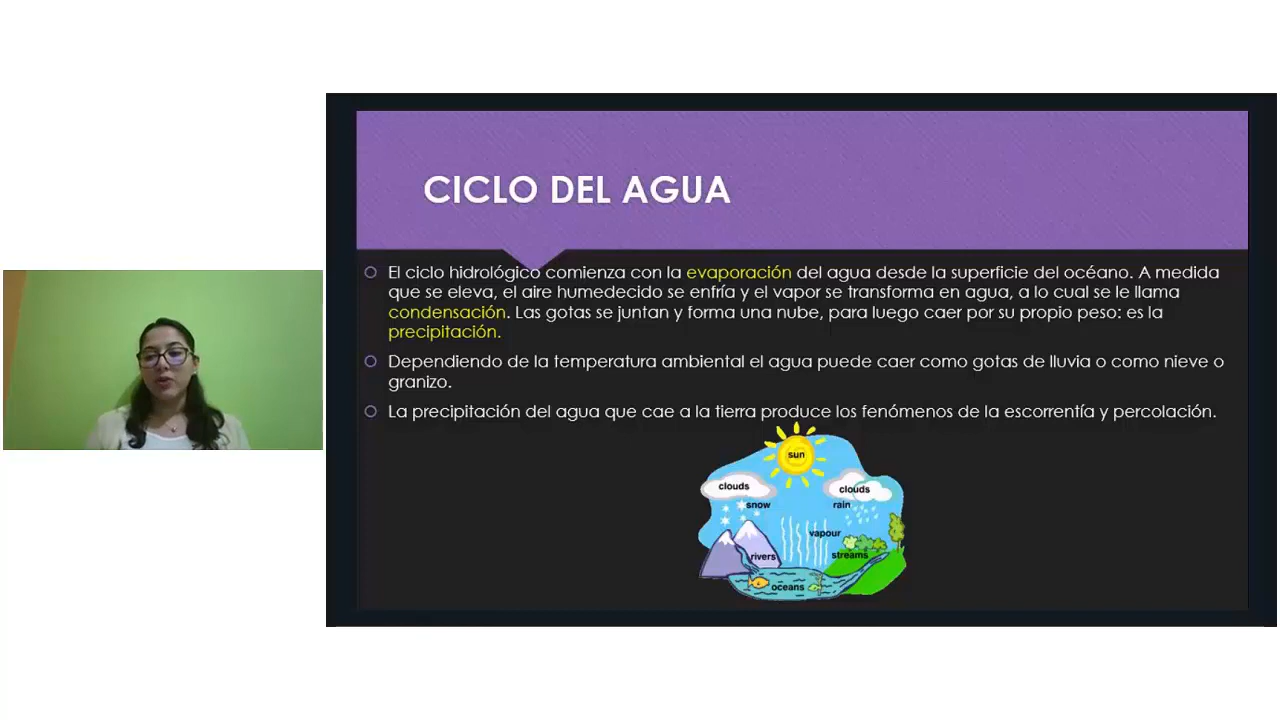 CICLO DEL AGUA
El ciclo hidrológico comienza con la evaporación del agua desde la superficie del océano. A medida
que se eleva, el aire humedecido se enfría y el vapor se transforma en agua, a lo cual se le llama
condensación. Las gotas se juntan y forma una nube, para luego caer por su propio peso: es la
precipitación.
Dependiendo de la temperatura ambiental el agua puede caer como gotas de lluvia o como nieve o
granizo.
La precipitación del agua que cae a la tierra produce los fenómenos de la escorrentía y percolación.
sun
clouds
clouds
snow
rain
vapour
rivers
streams
oceans